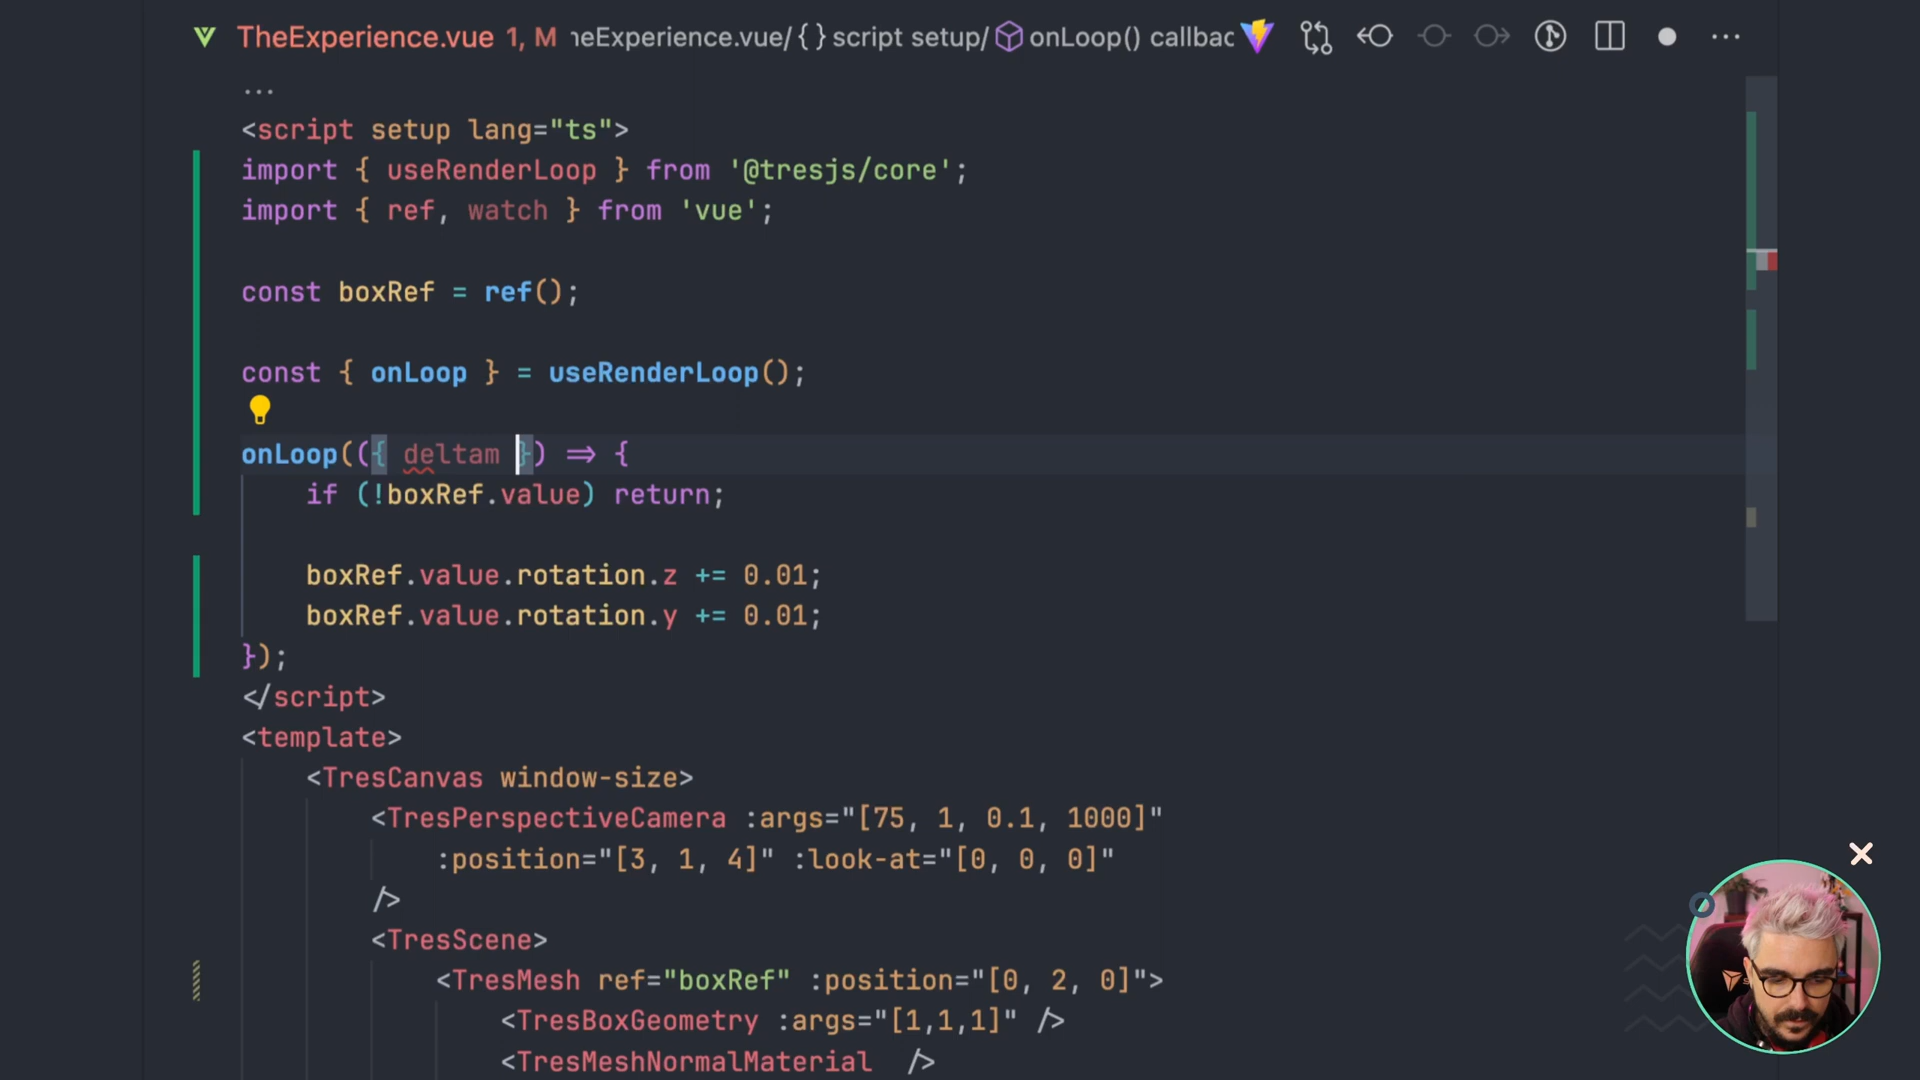 TheExperience.vue 1, M heExperience.vue/ {} script setup/ onLoop() callbac ...
...
<script setup lang="ts">
import { useRenderLoop } from '@tresjs/core';
import { ref, watch } from 'vue';
const boxRef = ref();
const { onLoop } = useRenderLoop();
onLoop(({ deltam }) => {
if (!boxRef.value) return;
boxRef.value.rotation.z += 0.01;
boxRef.value.rotation.y += 0.01;
});
</script>
<template>
<TresCanvas window-size>
<TresPerspectiveCamera :args="[75, 1, 0.1, 1000]"
:position="[3, 1, 4]" :look-at="[0, 0, 0]"
/>
<TresScene>
<TresMesh ref="boxRef" :position="[0, 2, 0]">
<TresBoxGeometry :args="[1,1,1]" />
<TresMeshNormalMaterial />